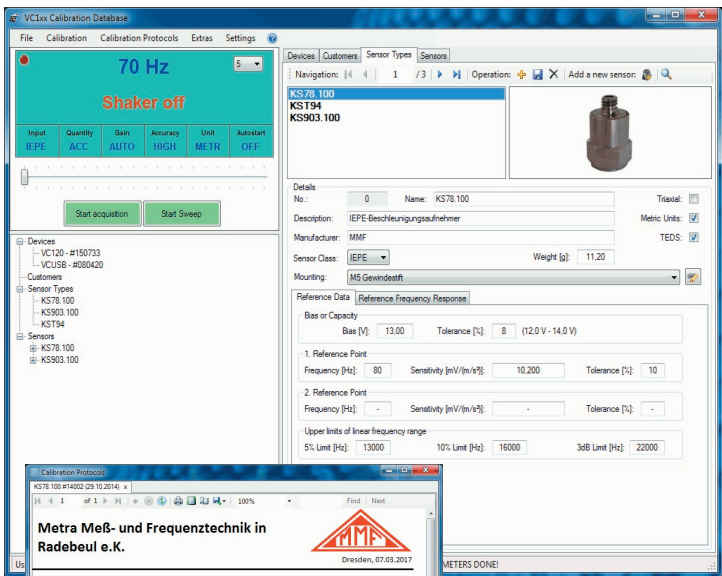 VC1xx Calibration Database
File Calibration Calibration Protocols Extras Settings
70 Hz
5
Shaker off
Input Quantity Gain Accuracy Unit Autostart
IEPE ACC AUTO HIGH METR OFF
Start acquisition Start Sweep
Devices
VC120 - #150733
VCUSB - #080420
Customers
Sensor Types
KS78.100
KS903.100
KST94
Sensors
KS78.100
KS903.100
Devices Customers Sensor Types Sensors
Navigation: 1 /3 Operation: Add a new sensor:
KS78.100
KST94
KS903.100
Details
No.: 0 Name: KS78.100 Triaxial:
Description: IEPE-Beschleunigungsaufnehmer Metric Units:
Manufacturer: MMF TEDS:
Sensor Class: IEPE Weight [g]: 11,20
Mounting: M5 Gewindestift
Reference Data Reference Frequency Response
Bias or Capacity
Bias [V]: 13,00 Tolerance [%]: 8 (12,0 V - 14,0 V)
1. Reference Point
Frequency [Hz]: 80 Sensitivity [mV/(m/s²)]: 10,200 Tolerance [%]: 10
2. Reference Point
Frequency [Hz]: - Sensitivity [mV/(m/s²)]: - Tolerance [%]: -
Upper limits of linear frequency range
5% Limit [Hz]: 13000 10% Limit [Hz]: 16000 3dB Limit [Hz]: 22000
Calibration Protocols
KS78.100 #14002 (29.10.2014) x
1 of 1 100% Find | Next
Metra Meß- und Frequenztechnik in
Radebeul e.K.
MMF
Dresden, 07.03.2017
Us
METERS DONE!